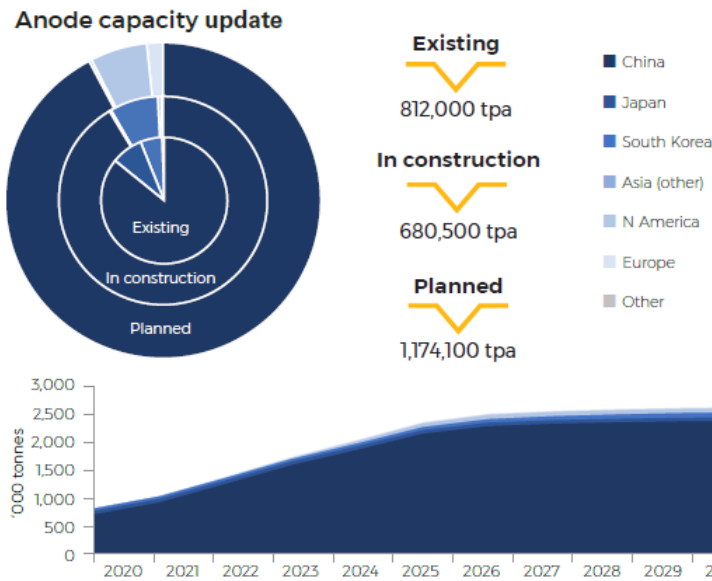 Anode capacity update
Existing
In construction
Planned
Existing
812,000 tpa
In construction
680,500 tpa
Planned
1,174,100 tpa
China
Japan
South Korea
Asia (other)
N America
Europe
Other
'000 tonnes
3,000
2,500
2,000
1,500
1,000
500
0
2020 2021 2022 2023 2024 2025 2026 2027 2028 2029 2